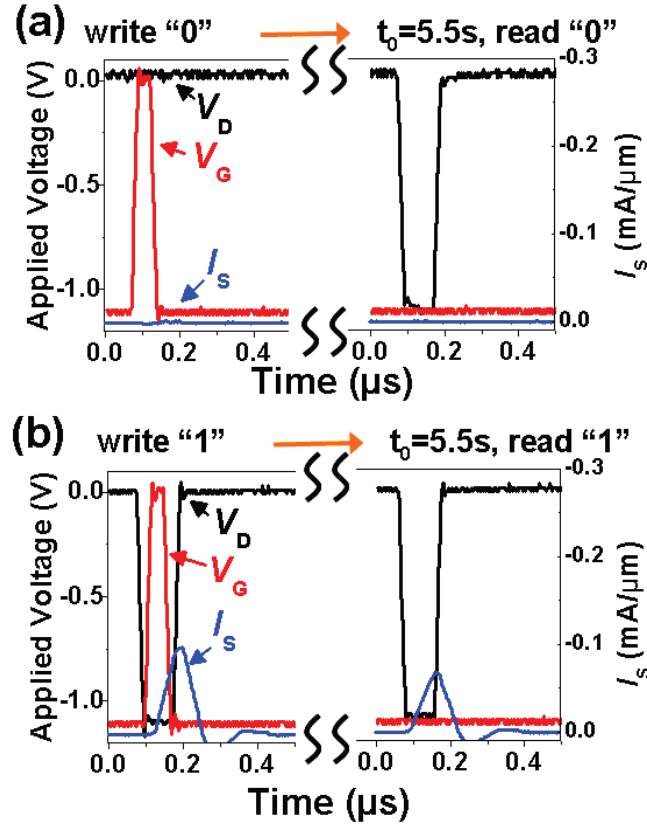 (a) write “0” t₀=5.5s, read “0”
Applied Voltage (V)
0.0
-0.5
-1.0
V_D
V_G
I_S
-0.3
-0.2
-0.1
0.0
I_S (mA/μm)
0.0 0.2 0.4 0.0 0.2 0.4
Time (μs)
(b) write “1” t₀=5.5s, read “1”
Applied Voltage (V)
0.0
-0.5
-1.0
V_D
V_G
I_S
-0.3
-0.2
-0.1
0.0
I_S (mA/μm)
0.0 0.2 0.4 0.0 0.2 0.4
Time (μs)